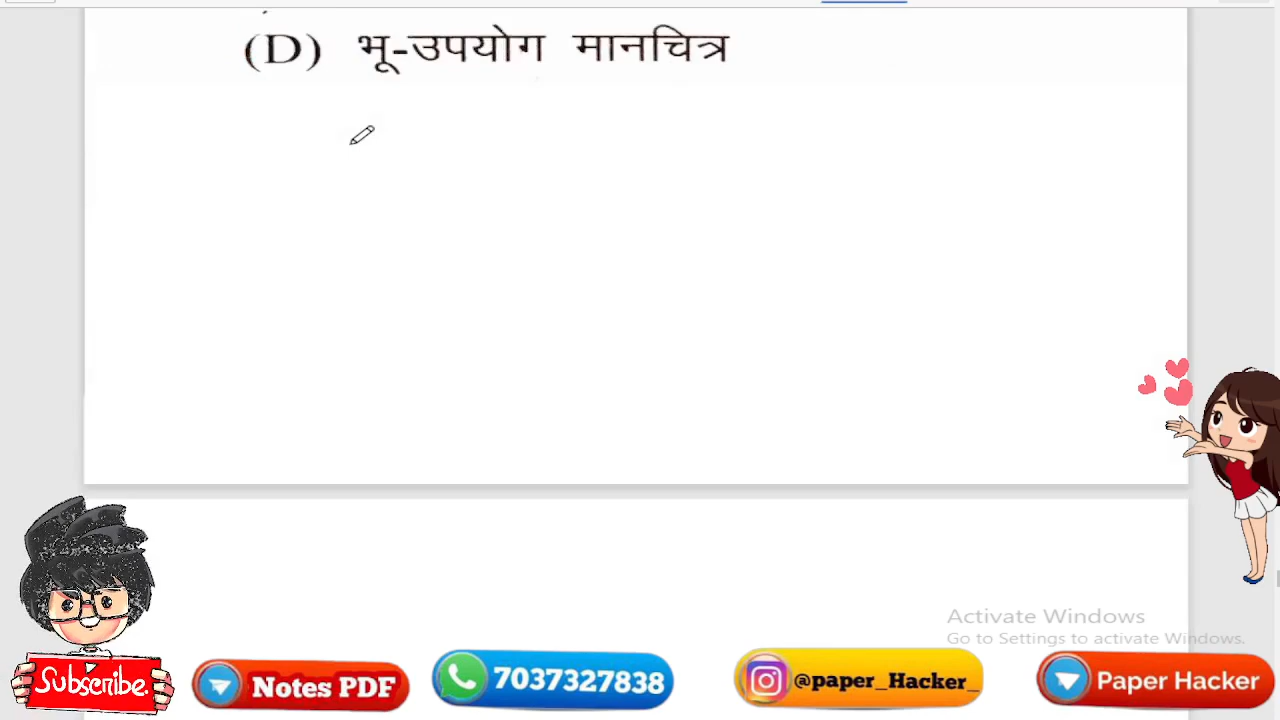 (D) भू-उपयोग मानचित्र
Activate Windows
Go to Settings to activate Windows.
Subscribe.
Notes PDF
7037327838
@paper_Hacker_
Paper Hacker